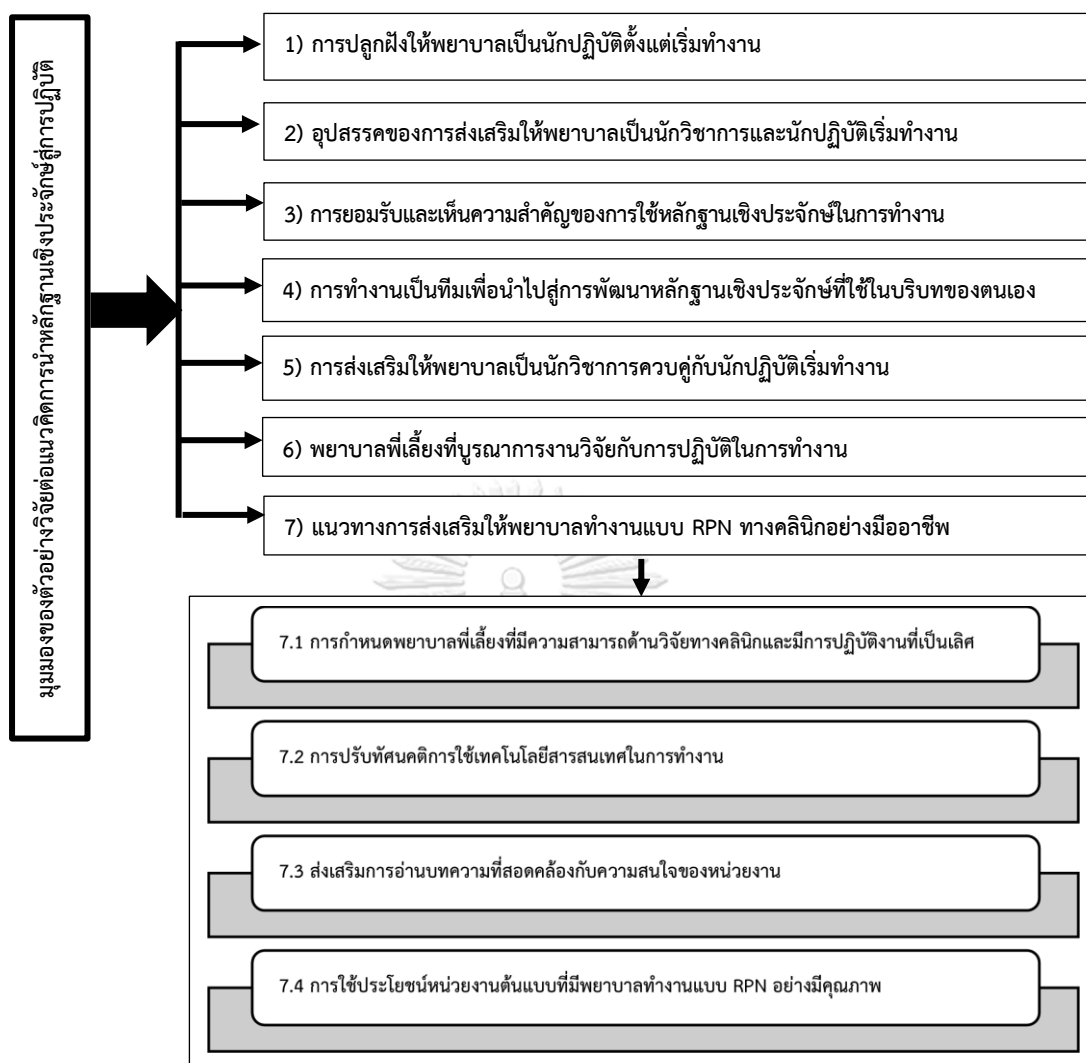 มุมมองของตัวอย่างวิจัยต่อแนวคิดการนำหลักฐานเชิงประจักษ์สู่การปฏิบัติ
1) การปลูกฝังให้พยาบาลเป็นนักปฏิบัติตั้งแต่เริ่มทำงาน
2) อุปสรรคของการส่งเสริมให้พยาบาลเป็นนักวิชาการและนักปฏิบัติเริ่มทำงาน
3) การยอมรับและเห็นความสำคัญของการใช้หลักฐานเชิงประจักษ์ในการทำงาน
4) การทำงานเป็นทีมเพื่อนำไปสู่การพัฒนาหลักฐานเชิงประจักษ์ที่ใช้ในบริบทของตนเอง
5) การส่งเสริมให้พยาบาลเป็นนักวิชาการควบคู่กับนักปฏิบัติเริ่มทำงาน
6) พยาบาลพี่เลี้ยงที่บูรณาการงานวิจัยกับการปฏิบัติในการทำงาน
7) แนวทางการส่งเสริมให้พยาบาลทำงานแบบ RPN ทางคลินิกอย่างมืออาชีพ
7.1 การกำหนดพยาบาลพี่เลี้ยงที่มีความสามารถด้านวิจัยทางคลินิกและมีการปฏิบัติงานที่เป็นเลิศ
7.2 การปรับทัศนคติการใช้เทคโนโลยีสารสนเทศในการทำงาน
7.3 ส่งเสริมการอ่านบทความที่สอดคล้องกับความสนใจของหน่วยงาน
7.4 การใช้ประโยชน์หน่วยงานต้นแบบที่มีพยาบาลทำงานแบบ RPN อย่างมีคุณภาพ